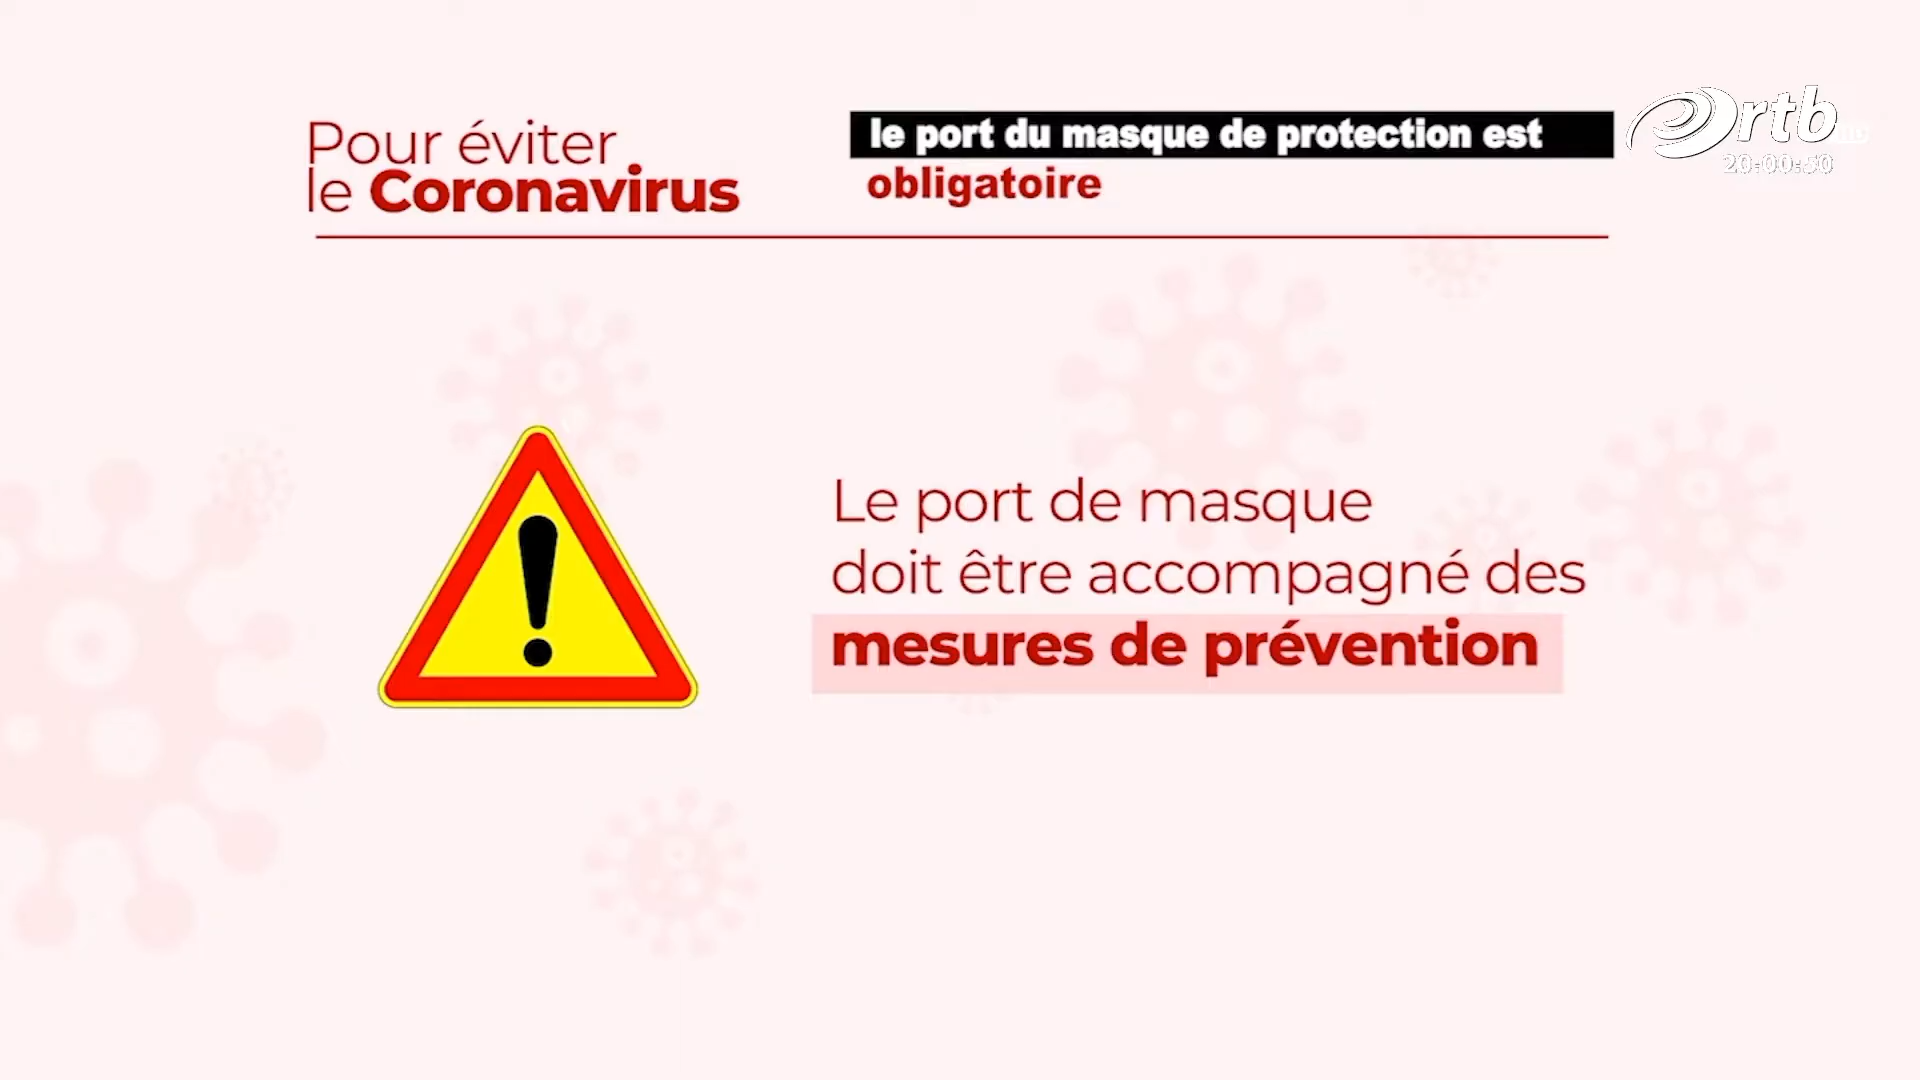 Pour éviter
le Coronavirus
le port du masque de protection est
obligatoire
rtb
20:00:50
Le port de masque
doit être accompagné des
mesures de prévention